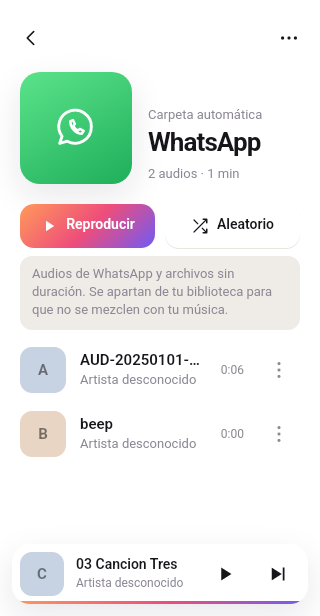 Carpeta automática
WhatsApp
2 audios · 1 min
Reproducir
Aleatorio
Audios de WhatsApp y archivos sin
duración. Se apartan de tu biblioteca para
que no se mezclen con tu música.
A
AUD-20250101-…
Artista desconocido
0:06
B
beep
Artista desconocido
0:00
C
03 Cancion Tres
Artista desconocido